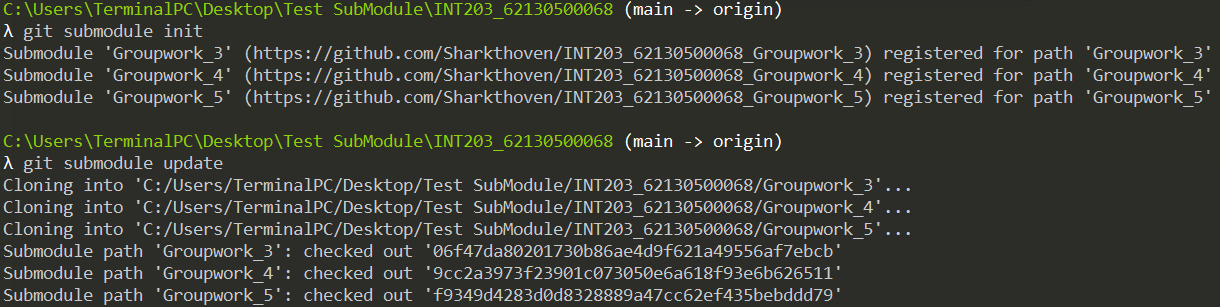 C:\Users\TerminalPC\Desktop\Test SubModule\INT203_62130500068 (main -> origin)
λ git submodule init
Submodule 'Groupwork_3' (https://github.com/Sharkthoven/INT203_62130500068_Groupwork_3) registered for path 'Groupwork_3'
Submodule 'Groupwork_4' (https://github.com/Sharkthoven/INT203_62130500068_Groupwork_4) registered for path 'Groupwork_4'
Submodule 'Groupwork_5' (https://github.com/Sharkthoven/INT203_62130500068_Groupwork_5) registered for path 'Groupwork_5'
C:\Users\TerminalPC\Desktop\Test SubModule\INT203_62130500068 (main -> origin)
λ git submodule update
Cloning into 'C:/Users/TerminalPC/Desktop/Test SubModule/INT203_62130500068/Groupwork_3'...
Cloning into 'C:/Users/TerminalPC/Desktop/Test SubModule/INT203_62130500068/Groupwork_4'...
Cloning into 'C:/Users/TerminalPC/Desktop/Test SubModule/INT203_62130500068/Groupwork_5'...
Submodule path 'Groupwork_3': checked out '06f47da80201730b86ae4d9f621a49556af7ebcb'
Submodule path 'Groupwork_4': checked out '9cc2a3973f23901c073050e6a618f93e6b626511'
Submodule path 'Groupwork_5': checked out 'f9349d4283d0d8328889a47cc62ef435bebddd79'